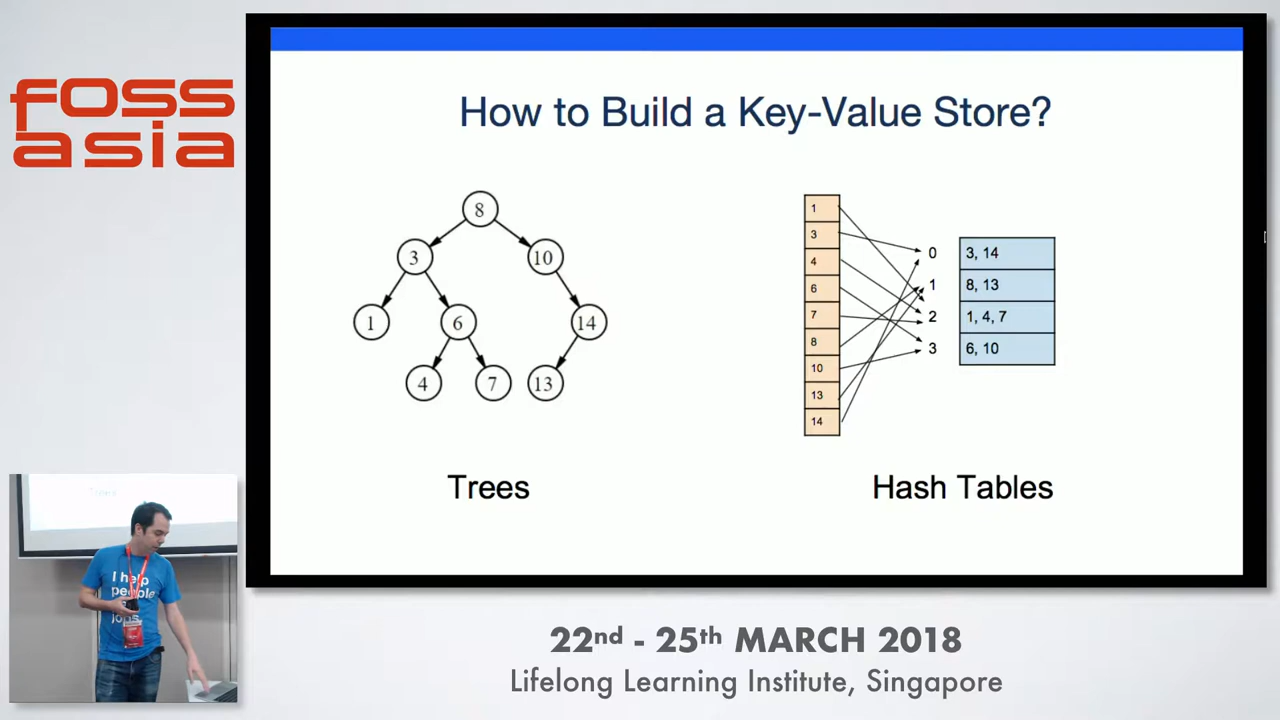 foss
asia
How to Build a Key-Value Store?
8
3
10
1
6
14
4
7
13
1
3
4
6
7
8
10
13
14
0
1
2
3
3, 14
8, 13
1, 4, 7
6, 10
Trees
Hash Tables
Trees
I help
people
jobs.
22nd - 25th MARCH 2018
Lifelong Learning Institute, Singapore